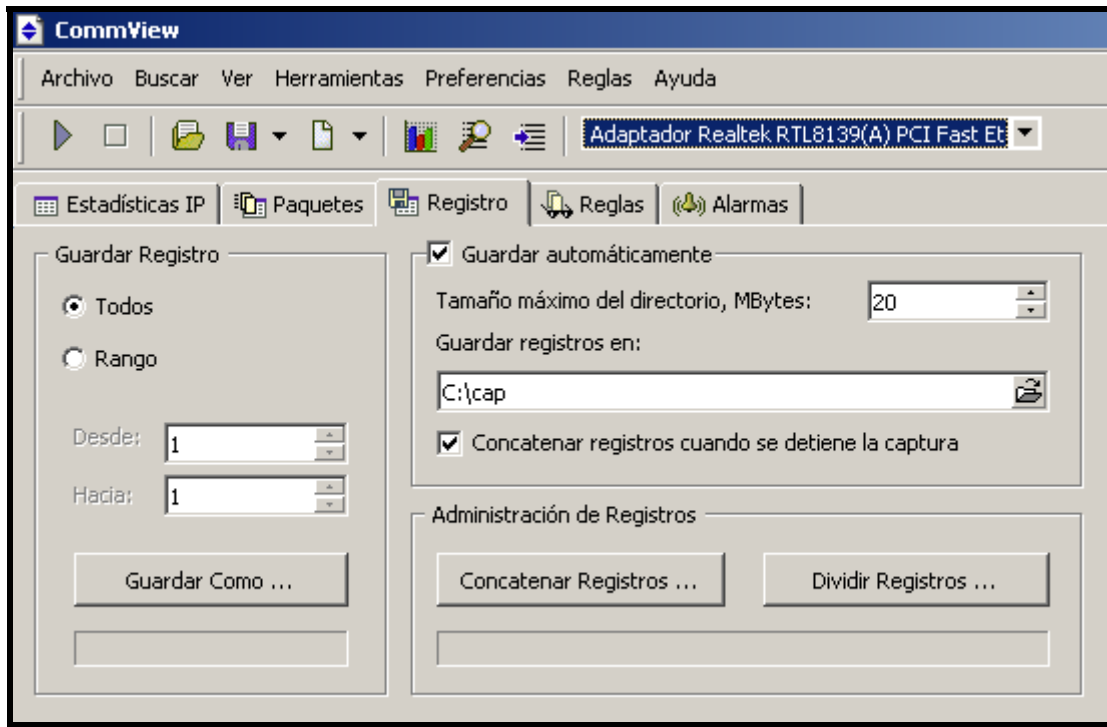 CommView
Archivo Buscar Ver Herramientas Preferencias Reglas Ayuda
Adaptador Realtek RTL8139(A) PCI Fast Et
Estadísticas IP Paquetes Registro Reglas Alarmas
Guardar Registro
Todos
Rango
Desde: 1
Hacia: 1
Guardar Como ...
Guardar automáticamente
Tamaño máximo del directorio, MBytes: 20
Guardar registros en:
C:\cap
Concatenar registros cuando se detiene la captura
Administración de Registros
Concatenar Registros ... Dividir Registros ...